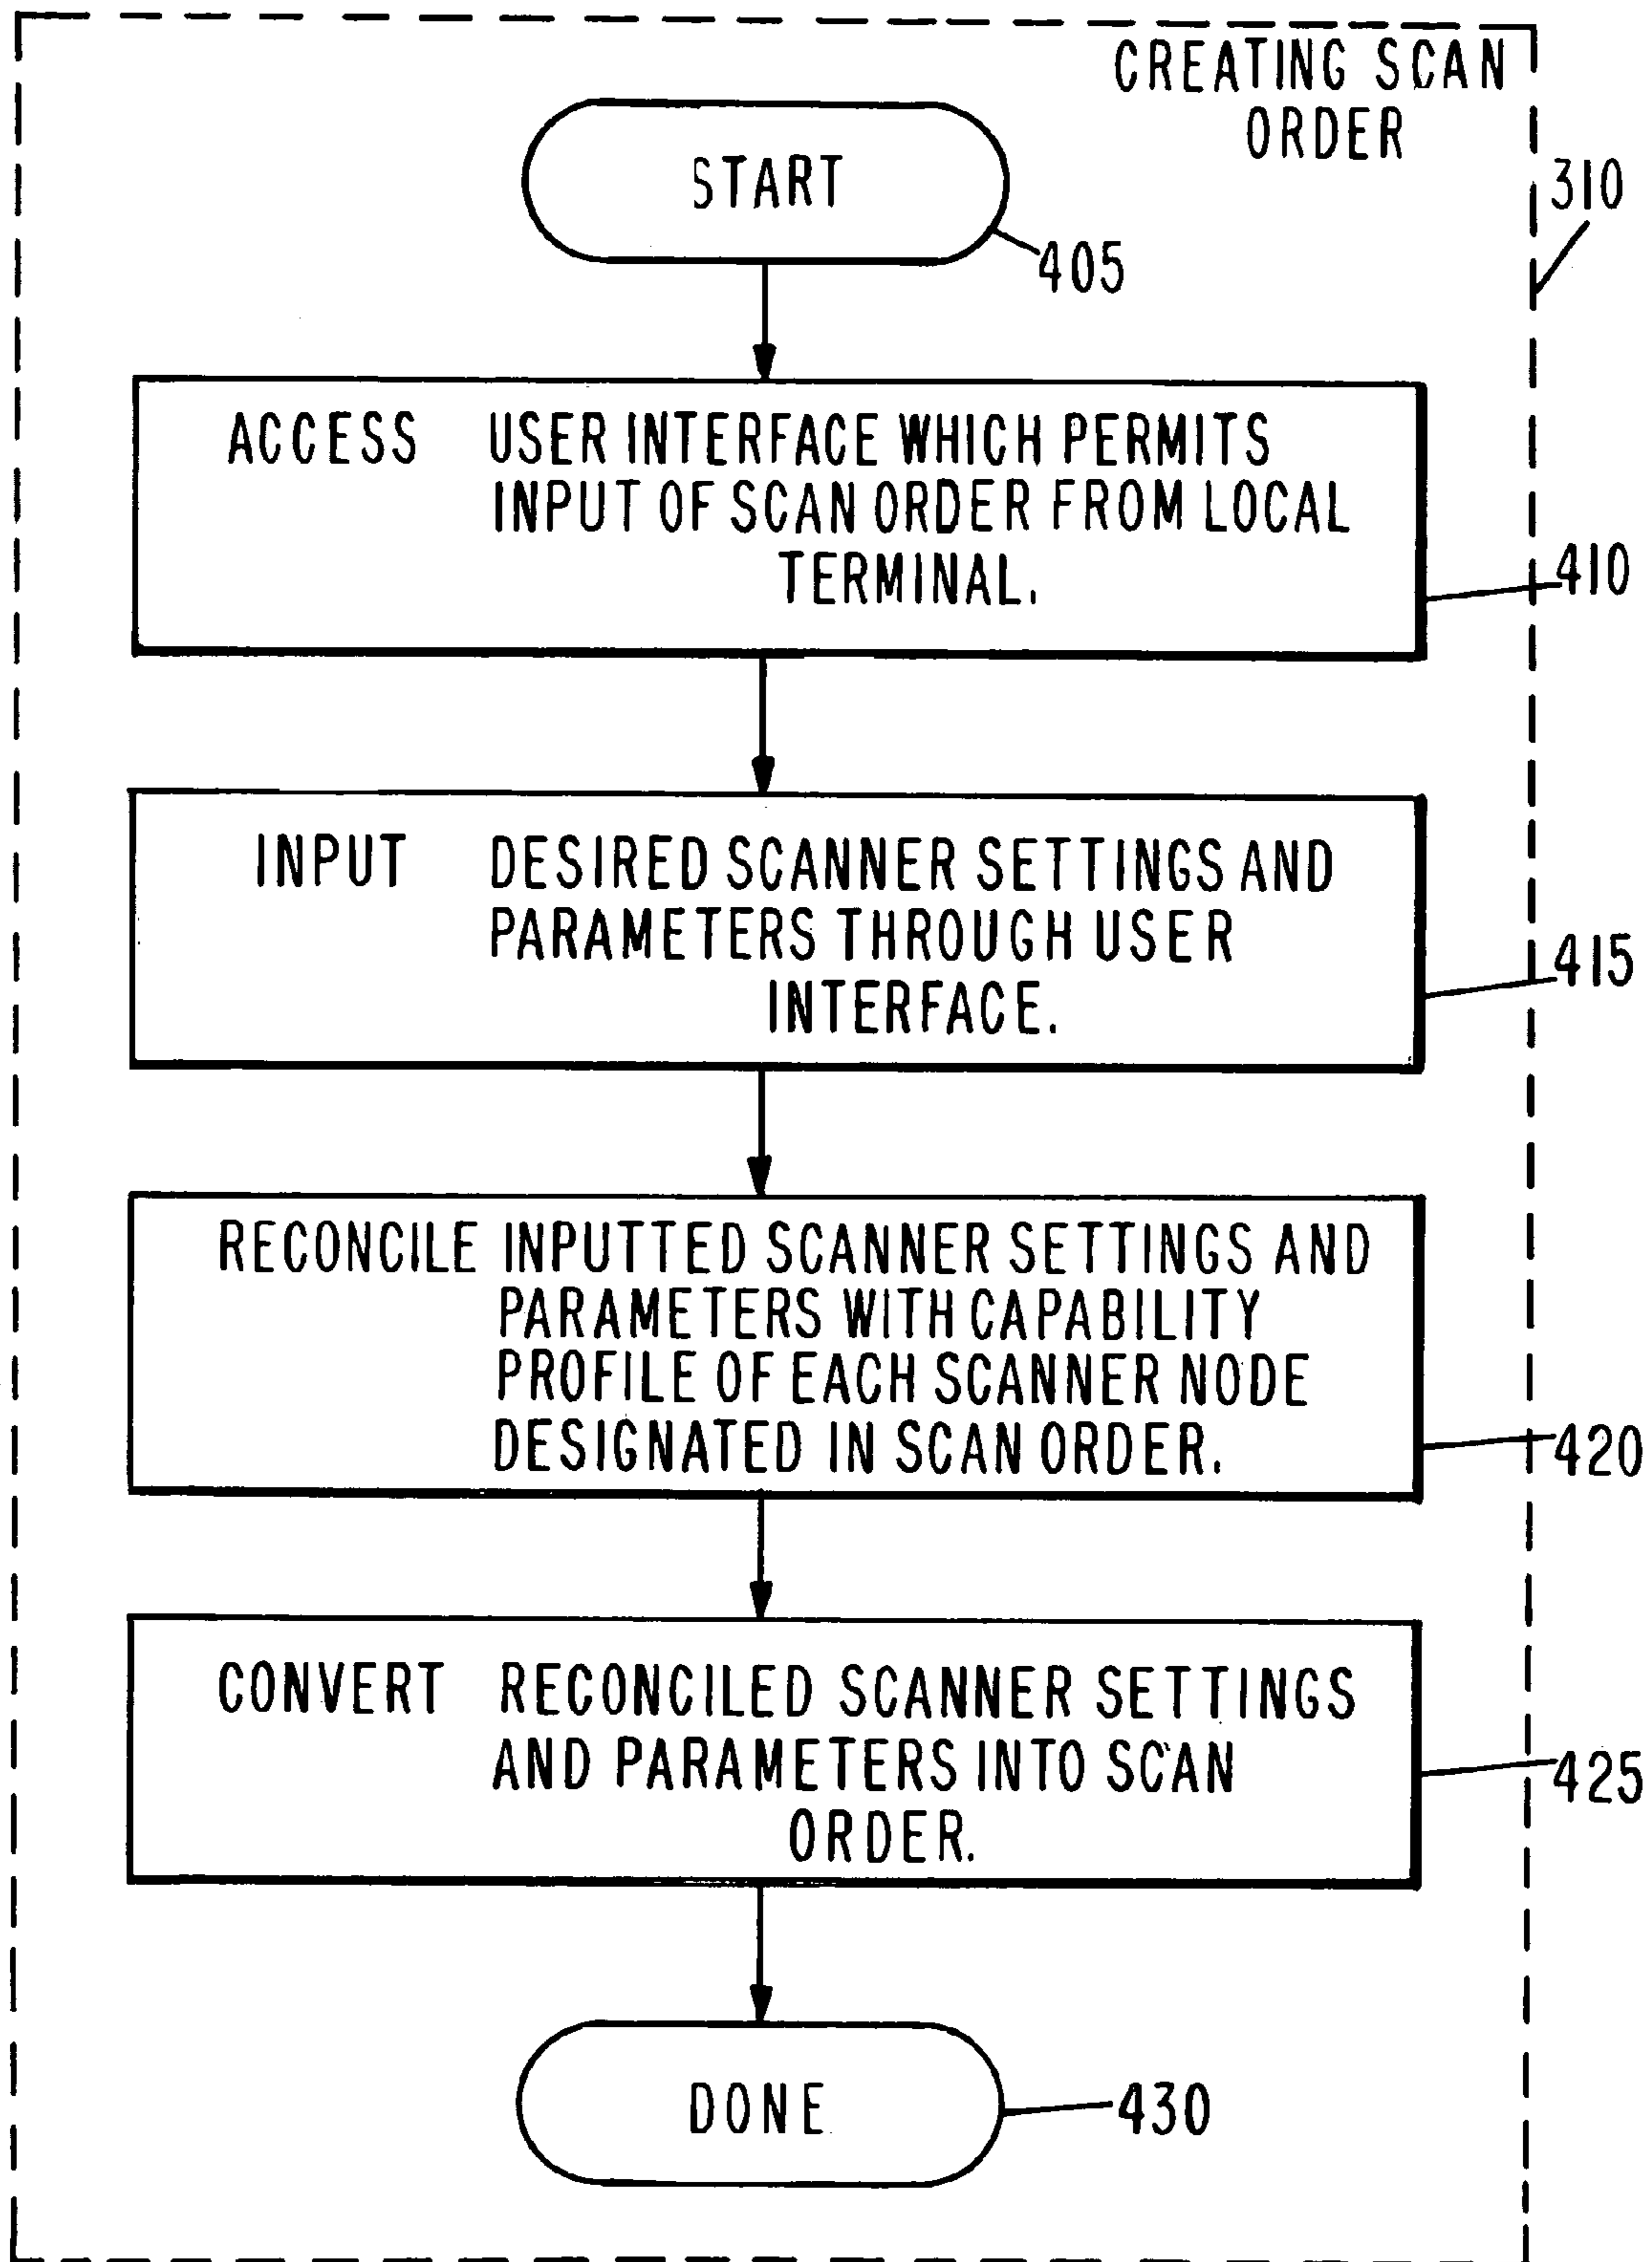 CREATING SCAN
ORDER
START
310
405
ACCESS USER INTERFACE WHICH PERMITS
INPUT OF SCAN ORDER FROM LOCAL
TERMINAL.
410
INPUT DESIRED SCANNER SETTINGS AND
PARAMETERS THROUGH USER
INTERFACE.
415
RECONCILE INPUTTED SCANNER SETTINGS AND
PARAMETERS WITH CAPABILITY
PROFILE OF EACH SCANNER NODE
DESIGNATED IN SCAN ORDER.
420
CONVERT RECONCILED SCANNER SETTINGS
AND PARAMETERS INTO SCAN
ORDER.
425
DONE
430